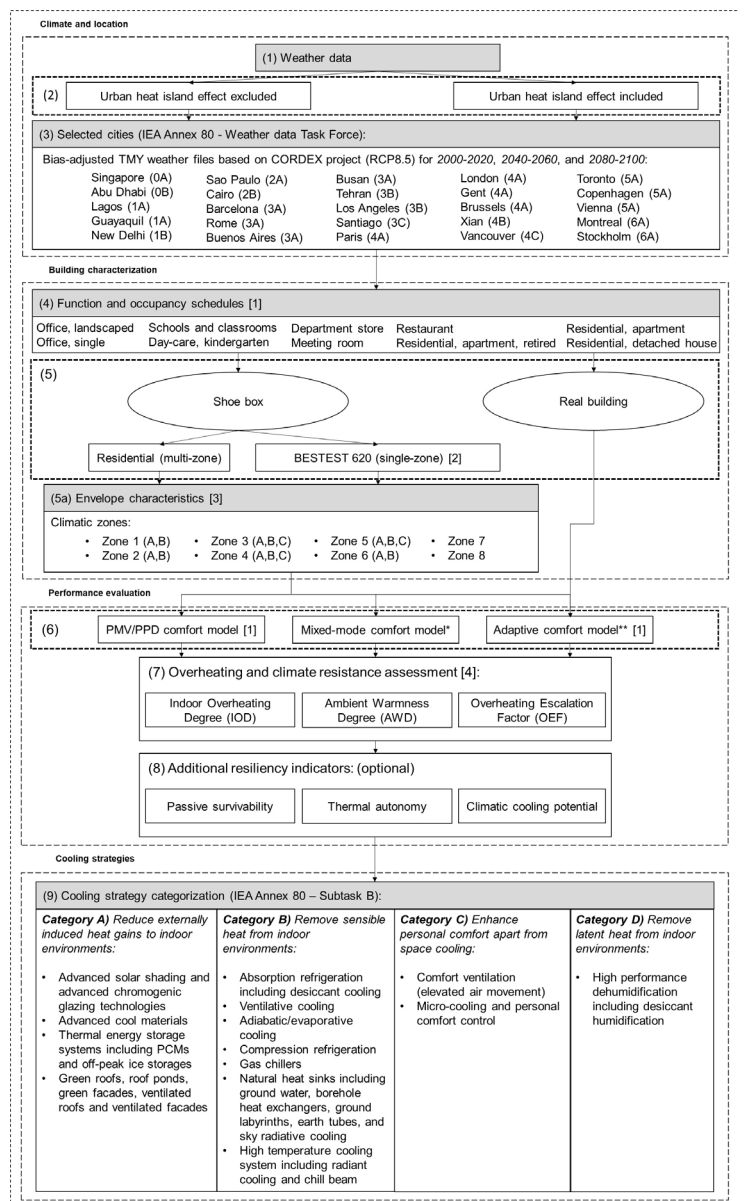 Climate and location
(1) Weather data
(2)
Urban heat island effect excluded
Urban heat island effect included
(3) Selected cities (IEA Annex 80 - Weather data Task Force):
Bias-adjusted TMY weather files based on CORDEX project (RCP8.5) for 2000-2020, 2040-2060, and 2080-2100:
Singapore (0A)
Abu Dhabi (0B)
Lagos (1A)
Guayaquil (1A)
New Delhi (1B)
Sao Paulo (2A)
Cairo (2B)
Barcelona (3A)
Rome (3A)
Buenos Aires (3A)
Busan (3A)
Tehran (3B)
Los Angeles (3B)
Santiago (3C)
Paris (4A)
London (4A)
Gent (4A)
Brussels (4A)
Xian (4B)
Vancouver (4C)
Toronto (5A)
Copenhagen (5A)
Vienna (5A)
Montreal (6A)
Stockholm (6A)
Building characterization
(4) Function and occupancy schedules [1]
Office, landscaped
Office, single
Schools and classrooms
Day-care, kindergarten
Department store
Meeting room
Restaurant
Residential, apartment, retired
Residential, apartment
Residential, detached house
(5)
Shoe box
Real building
Residential (multi-zone)
BESTEST 620 (single-zone) [2]
(5a) Envelope characteristics [3]
Climatic zones:
• Zone 1 (A,B)
• Zone 2 (A,B)
• Zone 3 (A,B,C)
• Zone 4 (A,B,C)
• Zone 5 (A,B,C)
• Zone 6 (A,B)
• Zone 7
• Zone 8
Performance evaluation
(6)
PMV/PPD comfort model [1]
Mixed-mode comfort model*
Adaptive comfort model** [1]
(7) Overheating and climate resistance assessment [4]:
Indoor Overheating
Degree (IOD)
Ambient Warmness
Degree (AWD)
Overheating Escalation
Factor (OEF)
(8) Additional resiliency indicators: (optional)
Passive survivability
Thermal autonomy
Climatic cooling potential
Cooling strategies
(9) Cooling strategy categorization (IEA Annex 80 – Subtask B):
Category A) Reduce externally
induced heat gains to indoor
environments:
• Advanced solar shading and
advanced chromogenic
glazing technologies
• Advanced cool materials
• Thermal energy storage
systems including PCMs
and off-peak ice storages
• Green roofs, roof ponds,
green facades, ventilated
roofs and ventilated facades
Category B) Remove sensible
heat from indoor
environments:
• Absorption refrigeration
including desiccant cooling
• Ventilative cooling
• Adiabatic/evaporative
cooling
• Compression refrigeration
• Gas chillers
• Natural heat sinks including
ground water, borehole
heat exchangers, ground
labyrinths, earth tubes, and
sky radiative cooling
• High temperature cooling
system including radiant
cooling and chill beam
Category C) Enhance
personal comfort apart from
space cooling:
• Comfort ventilation
(elevated air movement)
• Micro-cooling and personal
comfort control
Category D) Remove
latent heat from indoor
environments:
• High performance
dehumidification
including desiccant
humidification